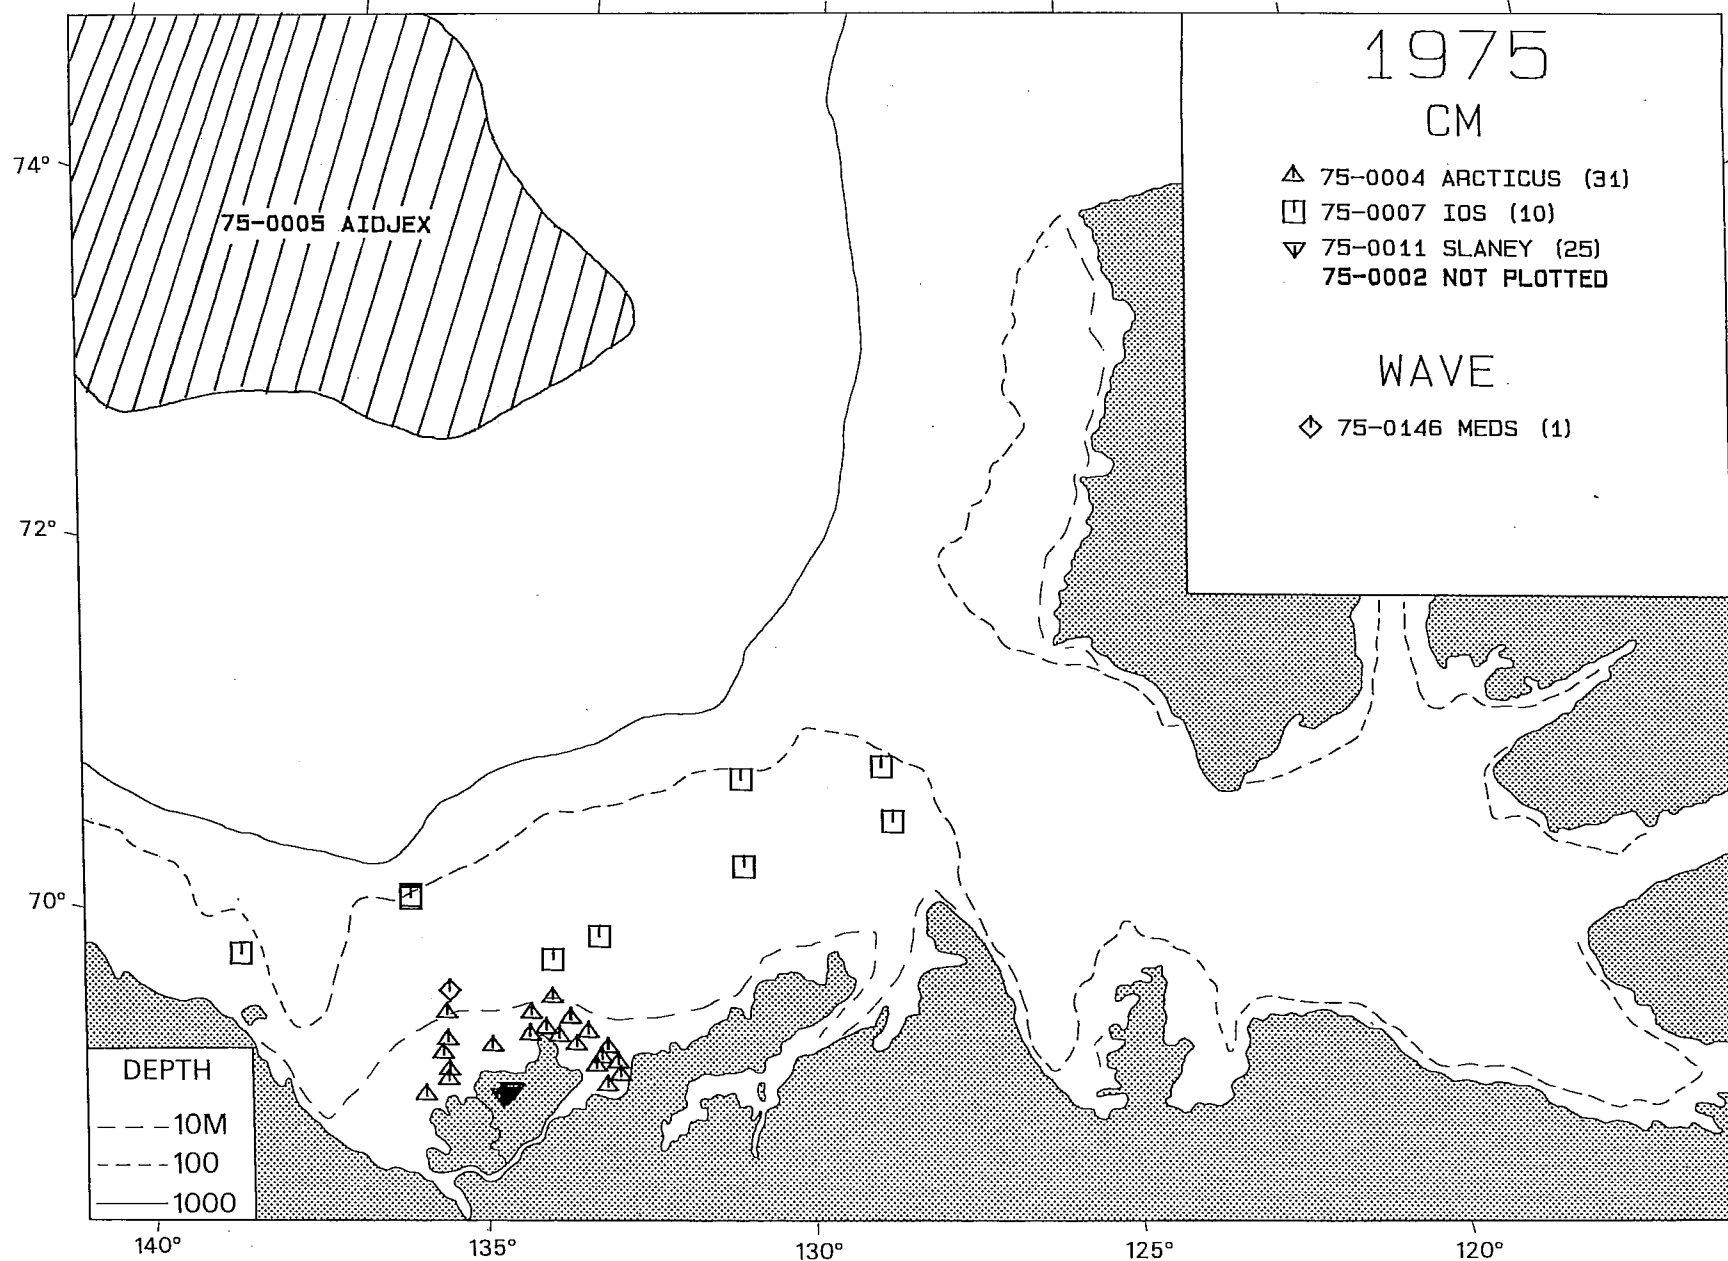 1975
CM
75-0004 ARCTICUS (31)
75-0007 IOS (10)
75-0011 SLANEY (25)
75-0002 NOT PLOTTED
WAVE
75-0146 MEDS (1)
74°
75-0005 AIDJEX
72°
70°
DEPTH
10M
100
1000
140°
135°
130°
125°
120°